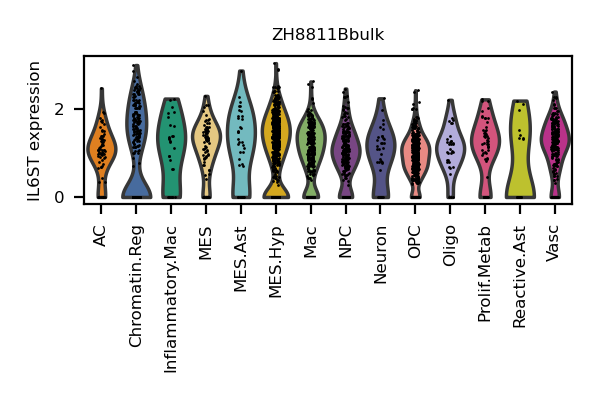 ZH8811Bbulk
IL6ST expression
2
0
AC
Chromatin.Reg
Inflammatory.Mac
MES
MES.Ast
MES.Hyp
Mac
NPC
Neuron
OPC
Oligo
Prolif.Metab
Reactive.Ast
Vasc